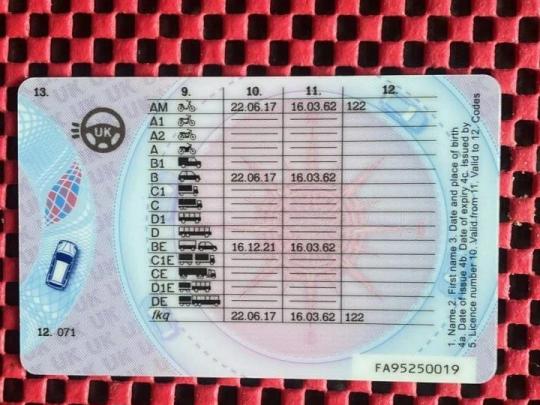 13. 9. 10. 11. 12.
UK
AM 22.06.17 16.03.62 122
A1
A2
A
B1
B 22.06.17 16.03.62
C1
C
D1
D
BE 16.12.21 16.03.62
C1E
CE
D1E
DE
fkq 22.06.17 16.03.62 122
12. 071
FA95250019
1. Name 2. First name 3. Date and place of birth
4a. Date of issue 4b. Date of expiry 4c. Issued by
5. Licence number 10. Valid from 11. Valid to 12. Codes